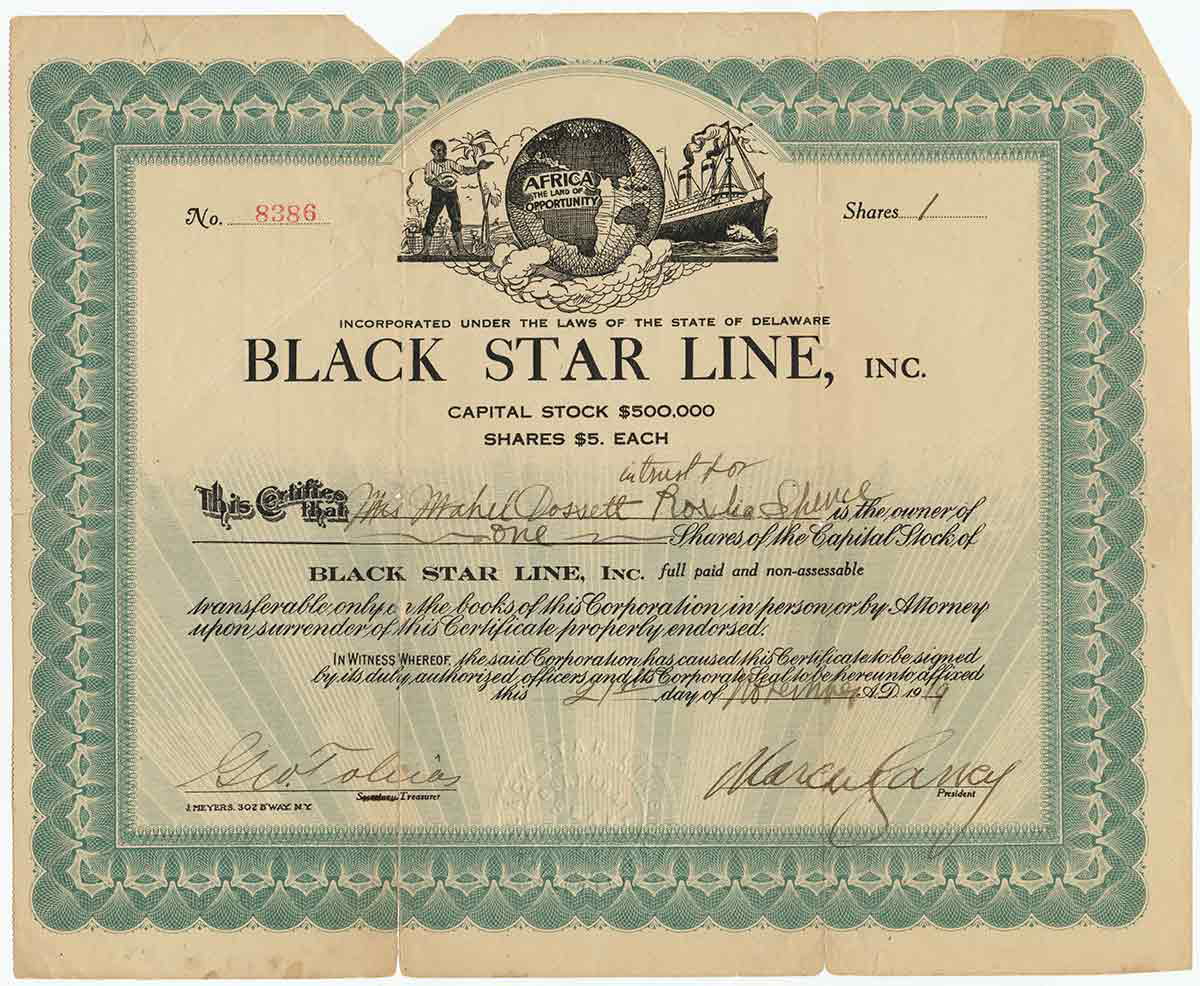 No. 8386
Shares 1
AFRICA
THE LAND OF
OPPORTUNITY
INCORPORATED UNDER THE LAWS OF THE STATE OF DELAWARE
BLACK STAR LINE, INC.
CAPITAL STOCK $500,000
SHARES $5. EACH
in trust for
This Certifies that Mrs Mabel Dossett Rosalia Spence is the owner of
one Shares of the Capital Stock of
BLACK STAR LINE, INC. full paid and non-assessable
transferable only on the books of this Corporation in person or by Attorney
upon surrender of this Certificate properly endorsed.
IN WITNESS WHEREOF, the said Corporation has caused this Certificate to be signed
by its duly authorized officers and its Corporate Seal to be hereunto affixed
this day of November A.D. 1919
Geo Tobias
Marcus Garvey
Secretary Treasurer
President
J. MEYERS. 302 B'WAY. N.Y.